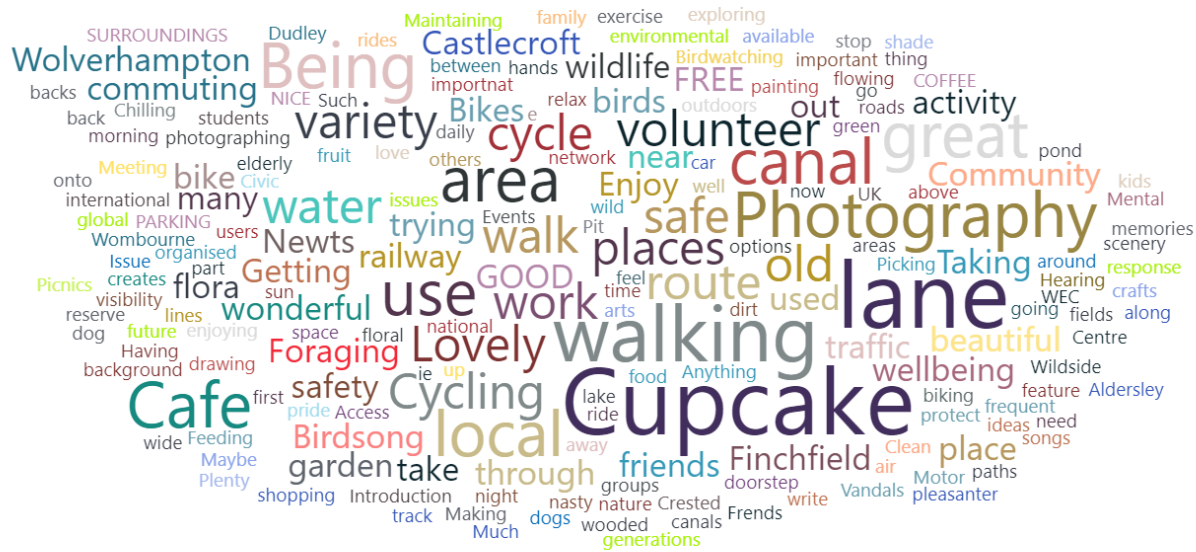 Maintaining family exercise exploring
SURROUNDINGS Dudley rides Castlecroft environmental available stop shade
Wolverhampton Being between hands wildlife Birdwatching important thing
backs commuting NICE Such importnat relax Bikes e birds FREE painting flowing COFFEE
back Chilling students variety daily cycle volunteer outdoors out go roads activity
morning photographing fruit love others network near car canal green great pond
Meeting elderly area Enjoy well Community kids
onto international bike Civic issues water many trying Events wild safe now UK above Mental
global PARKING users Newts walk Pit Photography memories
Wombourne organised railway places options areas scenery
Issue part flora Getting GOOD feel route old Picking Taking around response
Picnics creates sun use work time used lane Hearing crafts
visibility reserve lines wonderful arts dirt going WEC fields along
dog future enjoying space floral national Lovely walking traffic beautiful Centre
Having background drawing Foraging ie up food Anything wellbeing Wildside
Cafe first safety Cycling lake Cupcake biking feature Aldersley
pride Access ride protect frequent ideas need
wide Feeding Birdsong local away Clean place songs
Maybe garden take through friends Finchfield air paths
Plenty groups doorstep Motor
shopping Introduction night nasty nature Crested write Vandals pleasanter
track Making Much dogs wooded canals Frends
generations